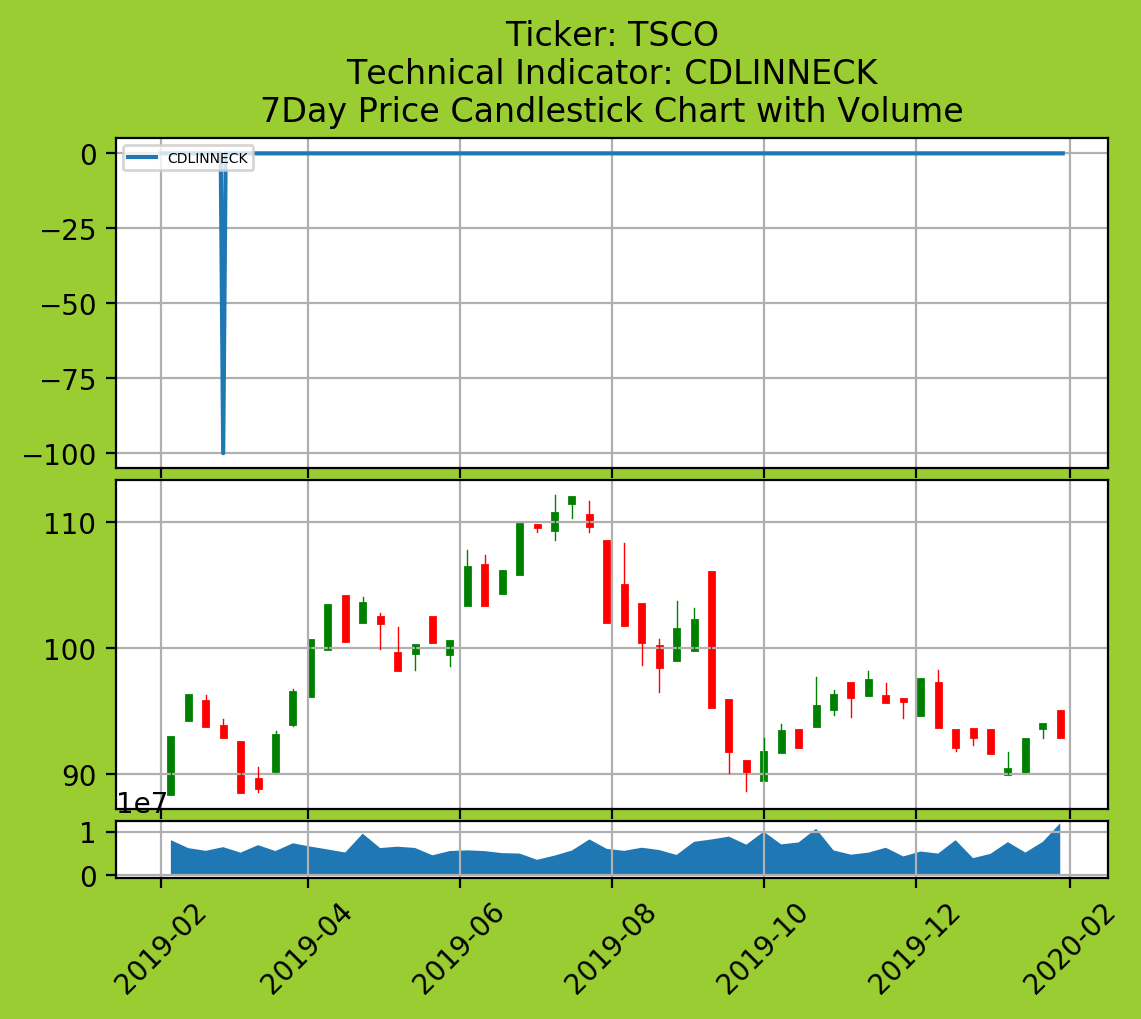 Ticker: TSCO
Technical Indicator: CDLINNECK
7Day Price Candlestick Chart with Volume
0
CDLINNECK
−25
−50
−75
−100
110
100
90
1e7
1
0
2019-02 2019-04 2019-06 2019-08 2019-10 2019-12 2020-02